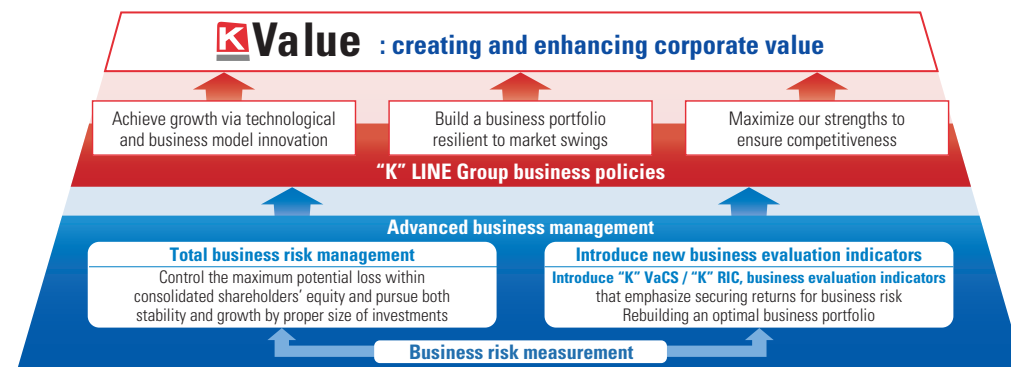 K Value : creating and enhancing corporate value
Achieve growth via technological
and business model innovation
Build a business portfolio
resilient to market swings
Maximize our strengths to
ensure competitiveness
“K” LINE Group business policies
Advanced business management
Total business risk management
Control the maximum potential loss within
consolidated shareholders’ equity and pursue both
stability and growth by proper size of investments
Introduce new business evaluation indicators
Introduce “K” VaCS / “K” RIC, business evaluation indicators
that emphasize securing returns for business risk
Rebuilding an optimal business portfolio
Business risk measurement